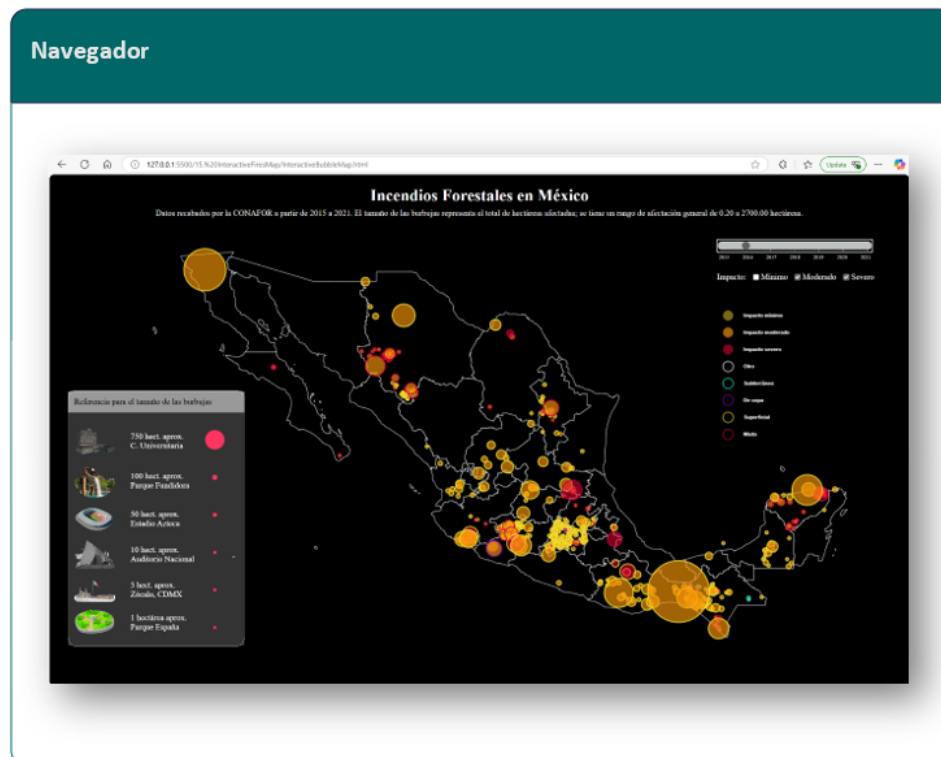 Navegador
127.0.0.1:5500/15.%20InteractiveFiresMap/InteractiveBubbleMap.html
Update
Incendios Forestales en México
Datos recabados por la CONAFOR a partir de 2015 a 2021. El tamaño de las burbujas representa el total de hectáreas afectadas; se tiene un rango de afectación general de 0.20 a 2700.00 hectáreas.
2015 2016 2017 2018 2019 2020 2021
Impacto: Mínimo Moderado Severo
Impacto mínimo
Impacto moderado
Impacto severo
Otro
Subterráneo
De copa
Superficial
Mixto
Referencia para el tamaño de las burbujas
750 hect. aprox.
C. Universitaria
100 hect. aprox.
Parque Fundidora
50 hect. aprox.
Estadio Azteca
10 hect. aprox.
Auditorio Nacional
5 hect. aprox.
Zócalo, CDMX
1 hectárea aprox.
Parque España